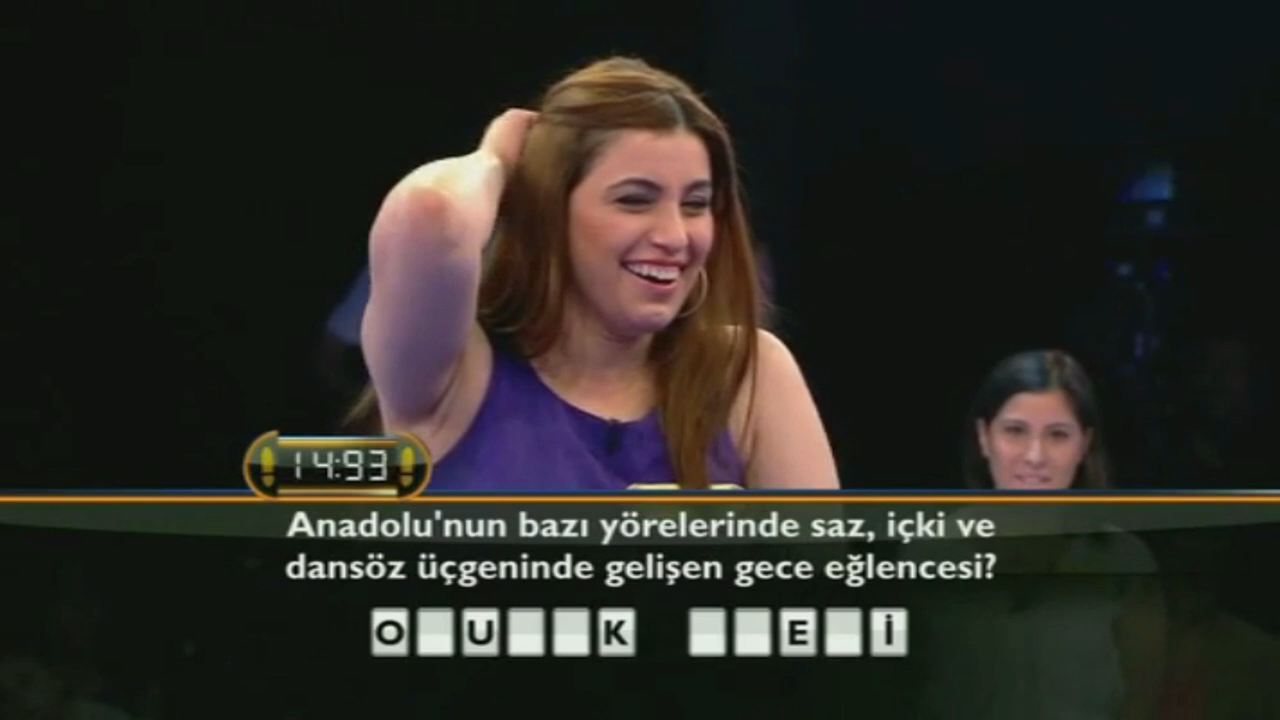 14:93
Anadolu'nun bazı yörelerinde saz, içki ve
dansöz üçgeninde gelişen gece eğlencesi?
O U K E İ